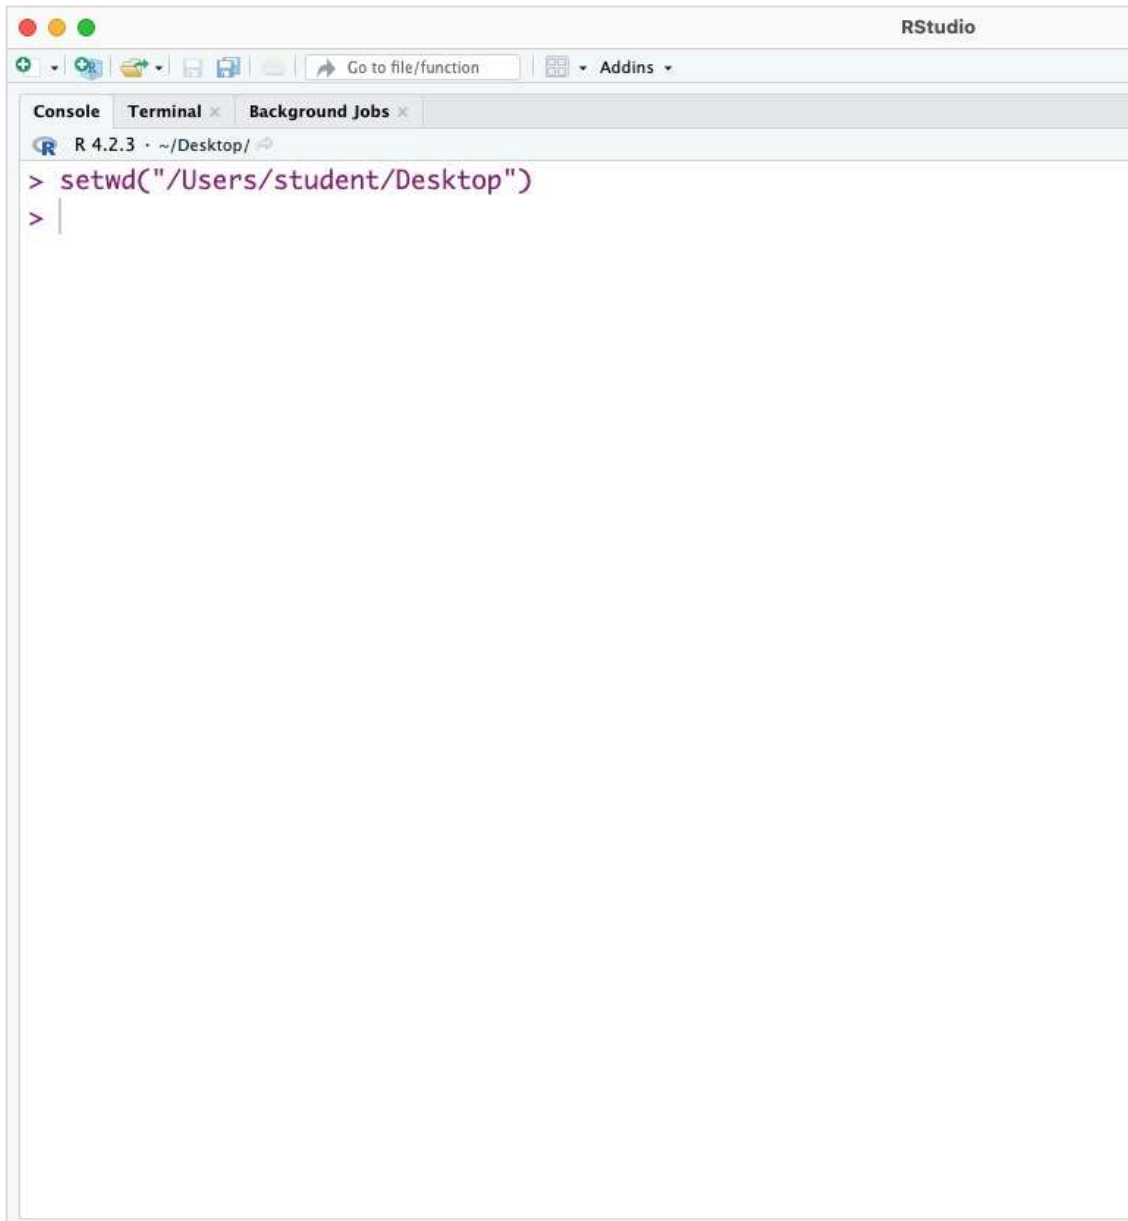 RStudio
Go to file/function Addins
Console Terminal Background Jobs
R R 4.2.3 · ~/Desktop/
> setwd("/Users/student/Desktop")
>